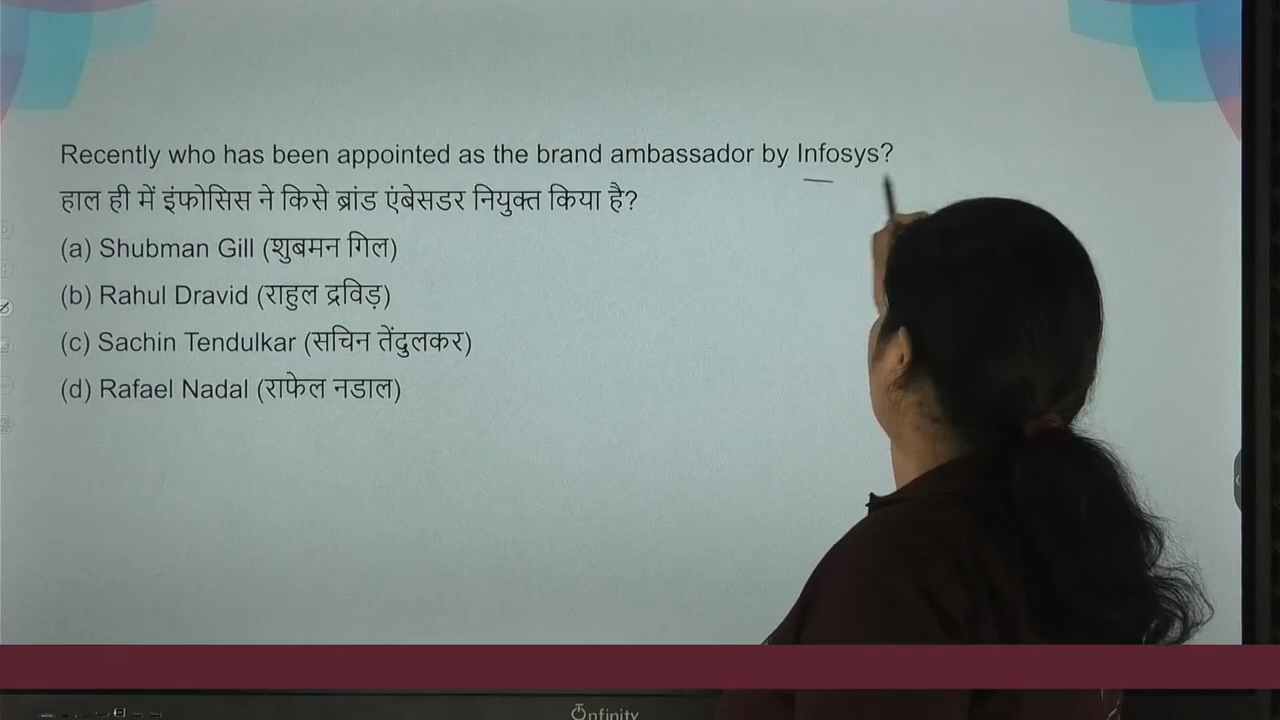 Recently who has been appointed as the brand ambassador by Infosys?
हाल ही में इंफोसिस ने किसे ब्रांड एंबेसडर नियुक्त किया है?
(a) Shubman Gill (शुबमन गिल)
(b) Rahul Dravid (राहुल द्रविड़)
(c) Sachin Tendulkar (सचिन तेंदुलकर)
(d) Rafael Nadal (राफेल नडाल)
Onfinity